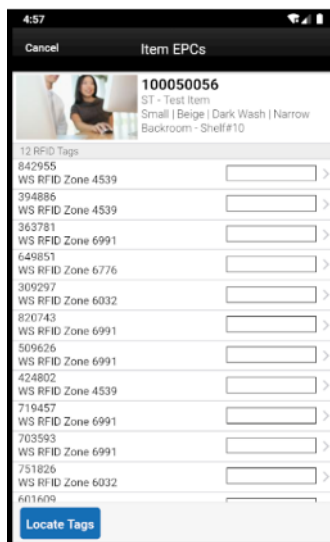 4:57
Cancel
Item EPCs
100050056
ST - Test Item
Small | Beige | Dark Wash | Narrow
Backroom - Shelf#10
12 RFID Tags
842955
WS RFID Zone 4539
394886
WS RFID Zone 4539
363781
WS RFID Zone 6991
649851
WS RFID Zone 6776
309297
WS RFID Zone 6032
820743
WS RFID Zone 6991
509626
WS RFID Zone 6991
424802
WS RFID Zone 4539
719457
WS RFID Zone 6991
703593
WS RFID Zone 6991
751826
WS RFID Zone 6032
601609
Locate Tags